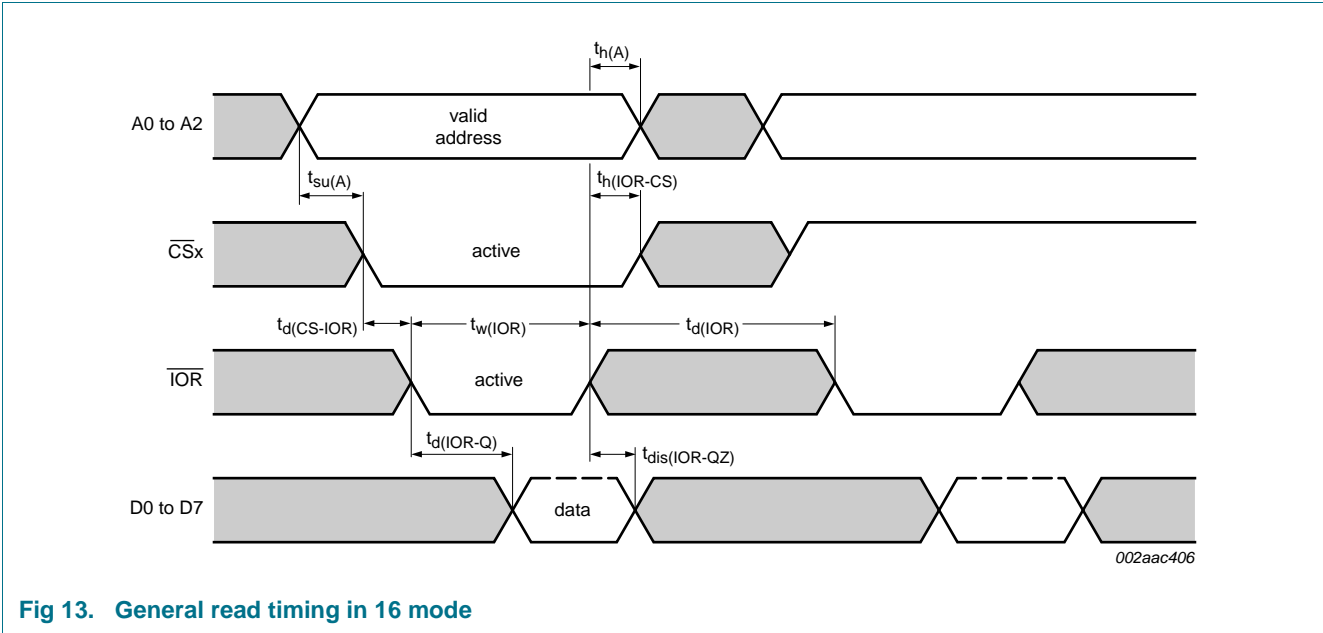 th(A)
A0 to A2
valid
address
tsu(A)
th(IOR-CS)
CSx
active
td(CS-IOR)
tw(IOR)
td(IOR)
IOR
active
td(IOR-Q)
tdis(IOR-QZ)
D0 to D7
data
002aac406
Fig 13. General read timing in 16 mode